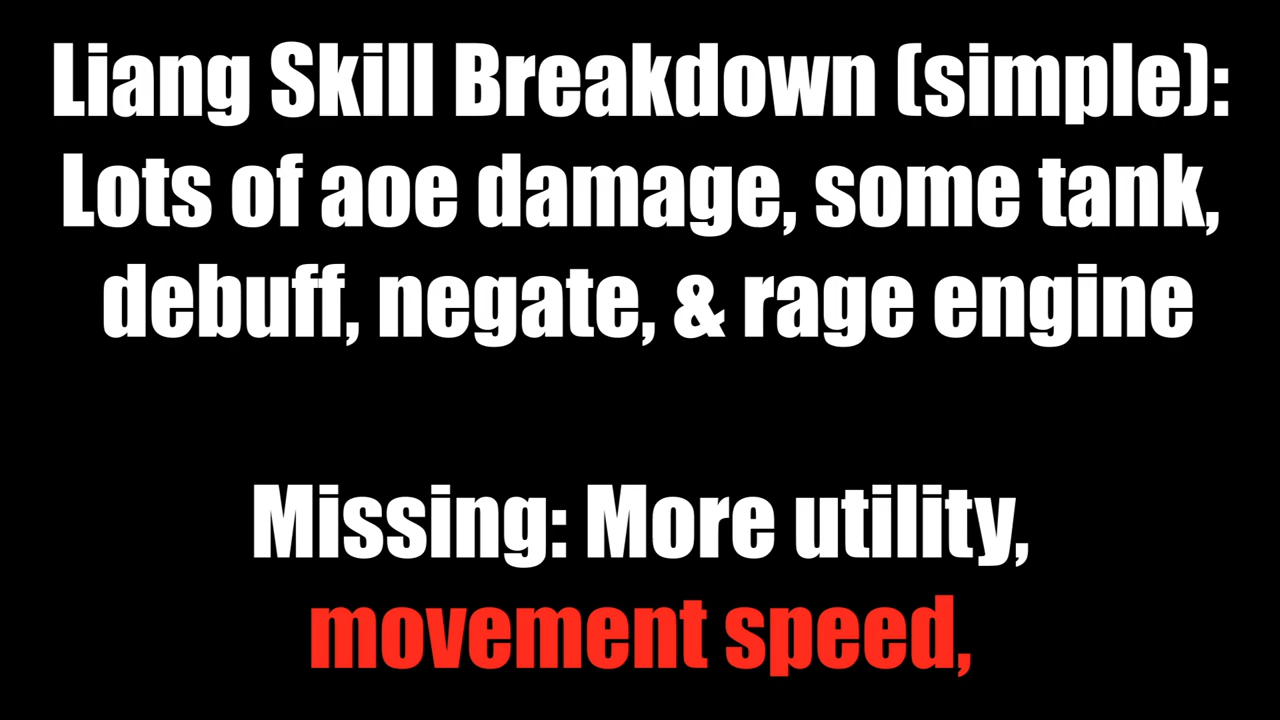 Liang Skill Breakdown (simple):
Lots of aoe damage, some tank,
debuff, negate, & rage engine
Missing: More utility,
movement speed,